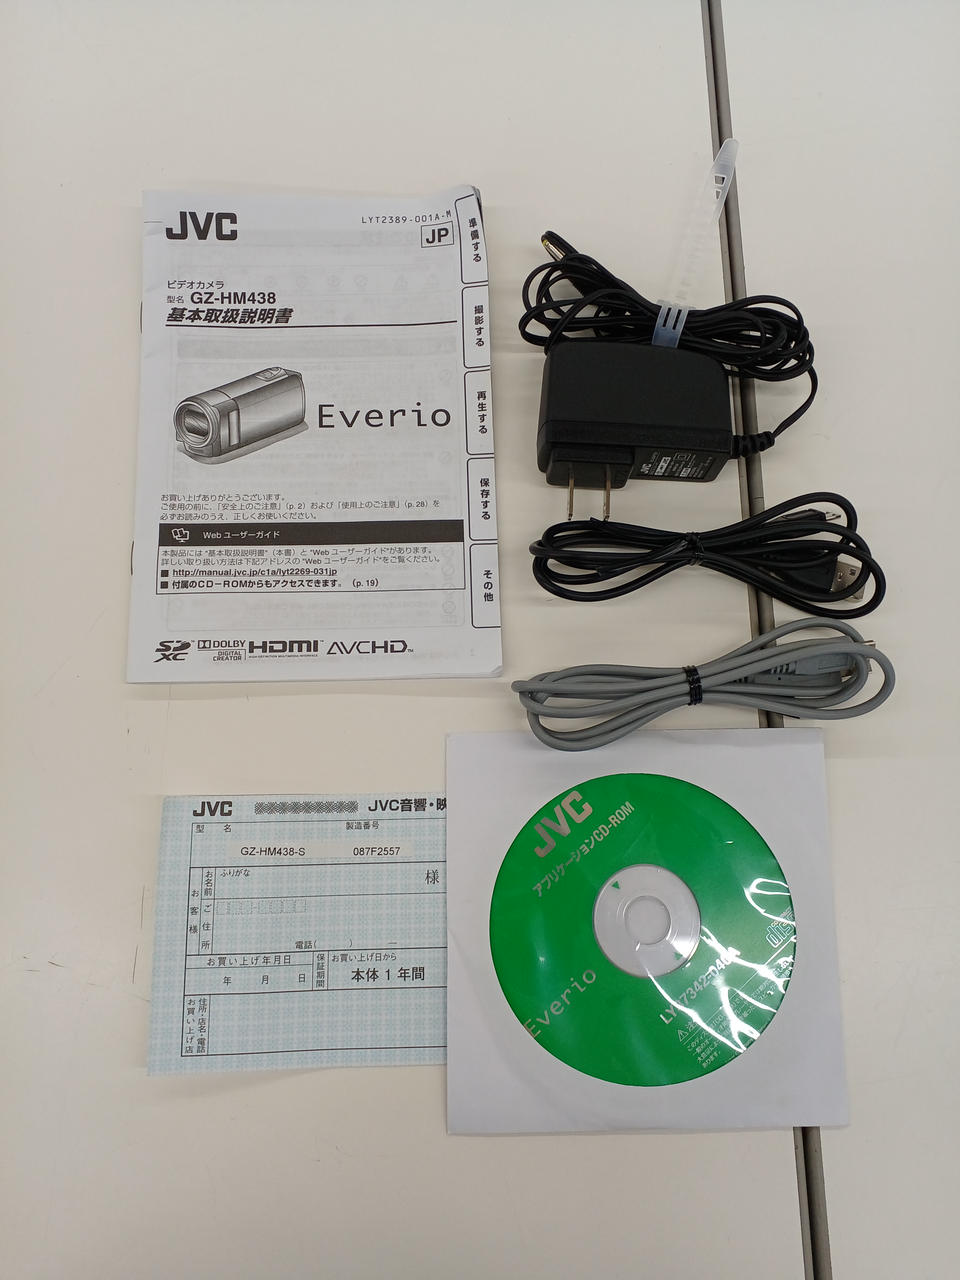 JVC
LYT2389-001A-M
JP
ビデオカメラ
型名 GZ-HM438
基本取扱説明書
Everio
お買い上げありがとうございます。
ご使用の前に、「安全上のご注意」(p. 2) および「使用上のご注意」(p. 28) を
必ずお読みのうえ、正しくお使いください。
Web ユーザーガイド
本製品には "基本取扱説明書" (本書) と "Web ユーザーガイド"があります。
詳しい取り扱い方法は下記アドレスの "Web ユーザーガイド"をご覧ください。
■ http://manual.jvc.jp/c1a/lyt2269-031jp
■ 付属のCD-ROMからもアクセスできます。 (p. 19)
SD XC
DOLBY DIGITAL CREATOR
HDMI
HIGH-DEFINITION MULTIMEDIA INTERFACE
AVCHD
準備する
撮影する
再生する
保存する
その他
JVC
JVC
JVC音響・映
型名
製造番号
GZ-HM438-S
087F2557
お客様
お名前
ふりがな
様
ご住所
電話( ) —
お買い上げ年月日
年 月 日
保証期間
お買い上げ日から
本体1年間
お買い上げ店
住所・店名・電話
JVC
アプリケーションCD-ROM
Everio
disc